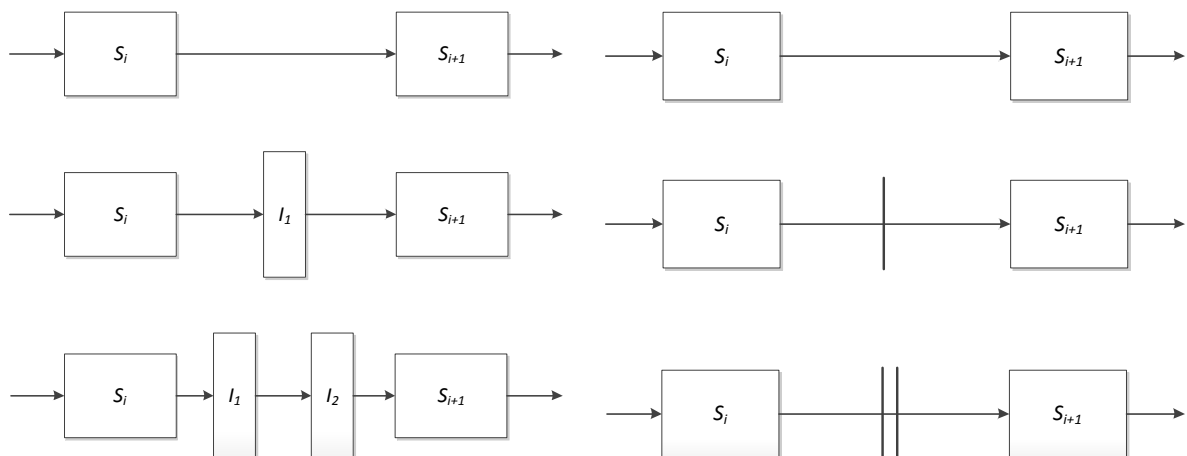 Sᵢ Sᵢ₊₁ Sᵢ Sᵢ₊₁
Sᵢ I₁ Sᵢ₊₁ Sᵢ Sᵢ₊₁
Sᵢ I₁ I₂ Sᵢ₊₁ Sᵢ Sᵢ₊₁